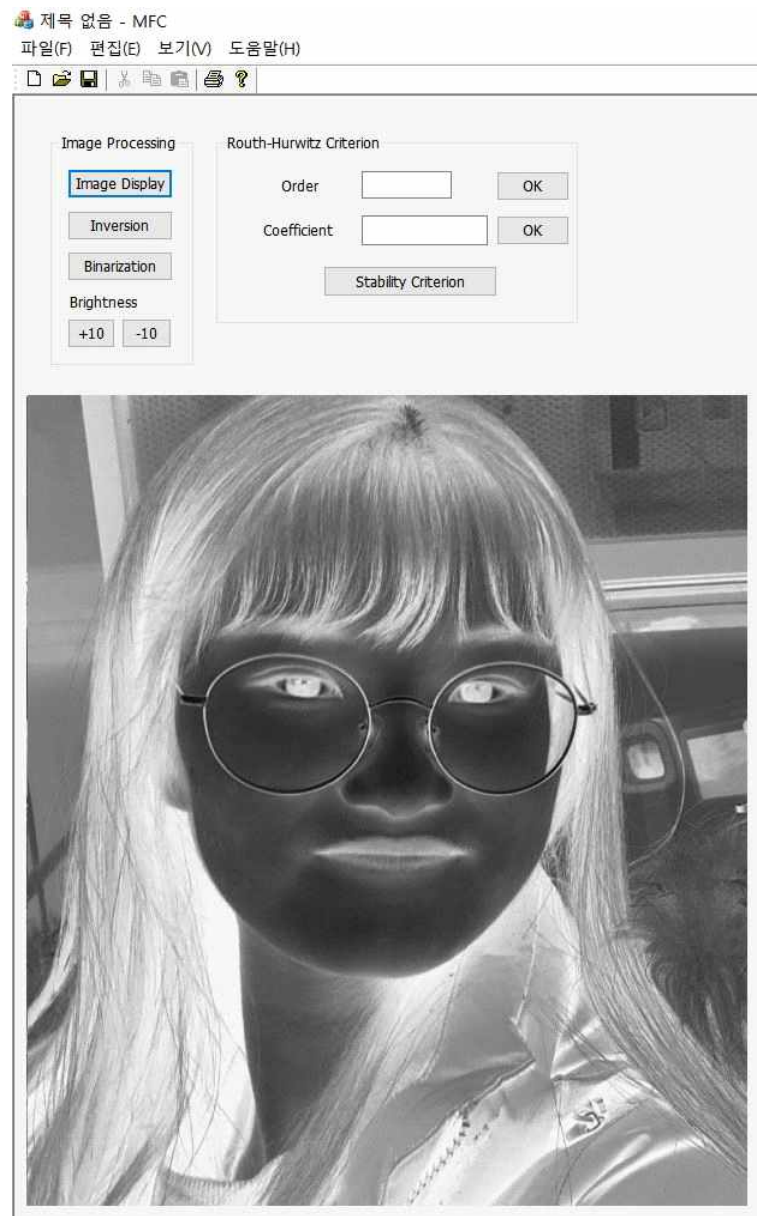 제목 없음 - MFC
파일(F) 편집(E) 보기(V) 도움말(H)
Image Processing
Image Display
Inversion
Binarization
Brightness
+10 -10
Routh-Hurwitz Criterion
Order OK
Coefficient OK
Stability Criterion